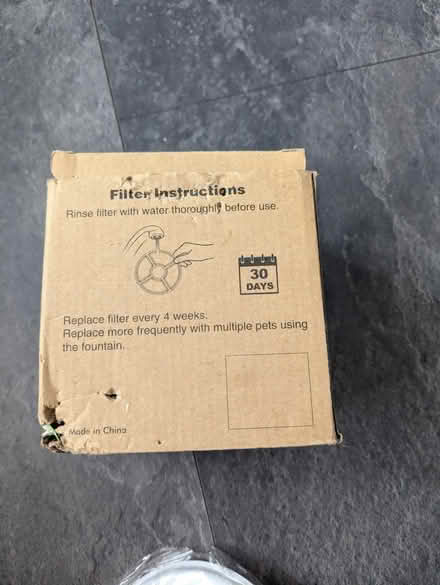 Filter Instructions
Rinse filter with water thoroughly before use.
30
DAYS
Replace filter every 4 weeks.
Replace more frequently with multiple pets using
the fountain.
Made in China